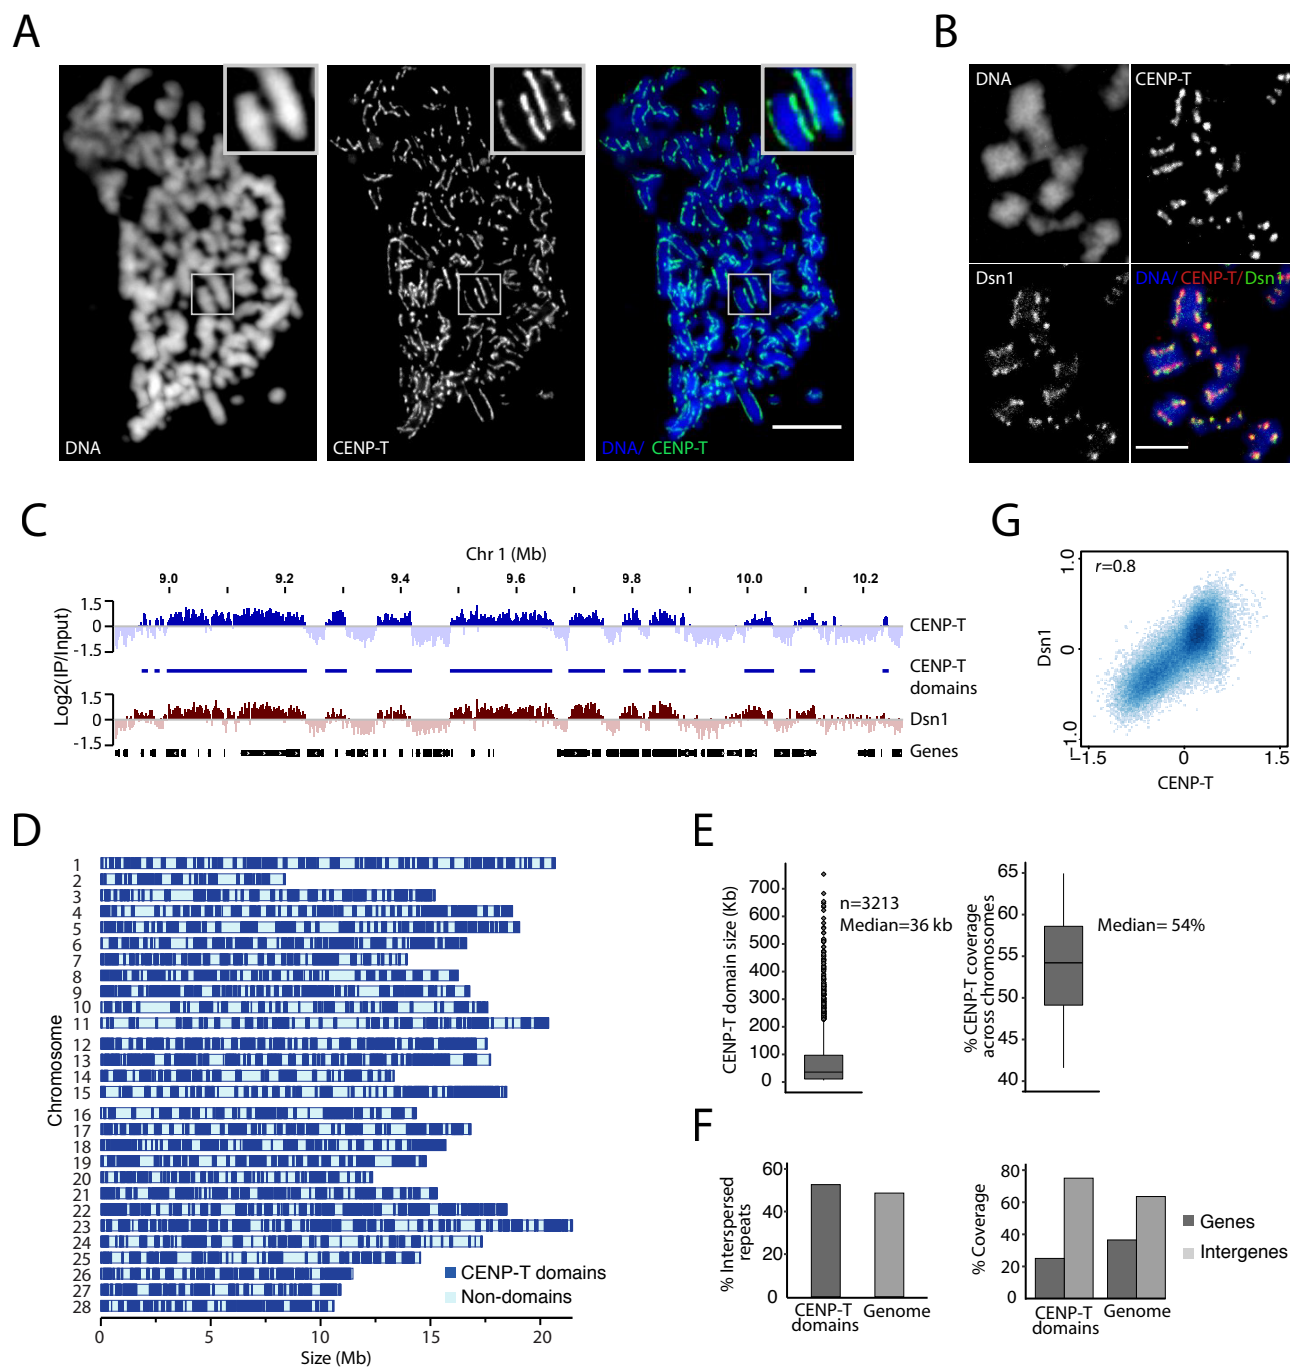 A
DNA
CENP-T
DNA/ CENP-T
B
DNA
CENP-T
Dsn1
DNA/CENP-T/Dsn1
C
Chr 1 (Mb)
9.0 9.2 9.4 9.6 9.8 10.0 10.2
Log2(IP/Input)
1.5
0
-1.5
CENP-T
CENP-T
domains
1.5
0
-1.5
Dsn1
Genes
G
r=0.8
Dsn1
1.0
0
-1.0
-1.5 0 1.5
CENP-T
D
Chromosome
1
2
3
4
5
6
7
8
9
10
11
12
13
14
15
16
17
18
19
20
21
22
23
24
25
26
27
28
CENP-T domains
Non-domains
0 5 10 15 20
Size (Mb)
E
CENP-T domain size (Kb)
700
600
500
400
300
200
100
0
n=3213
Median=36 kb
% CENP-T coverage
across chromosomes
65
60
55
50
45
40
Median= 54%
F
% Interspersed
repeats
60
40
20
0
CENP-T
domains
Genome
% Coverage
80
60
40
20
0
CENP-T
domains
Genome
Genes
Intergenes